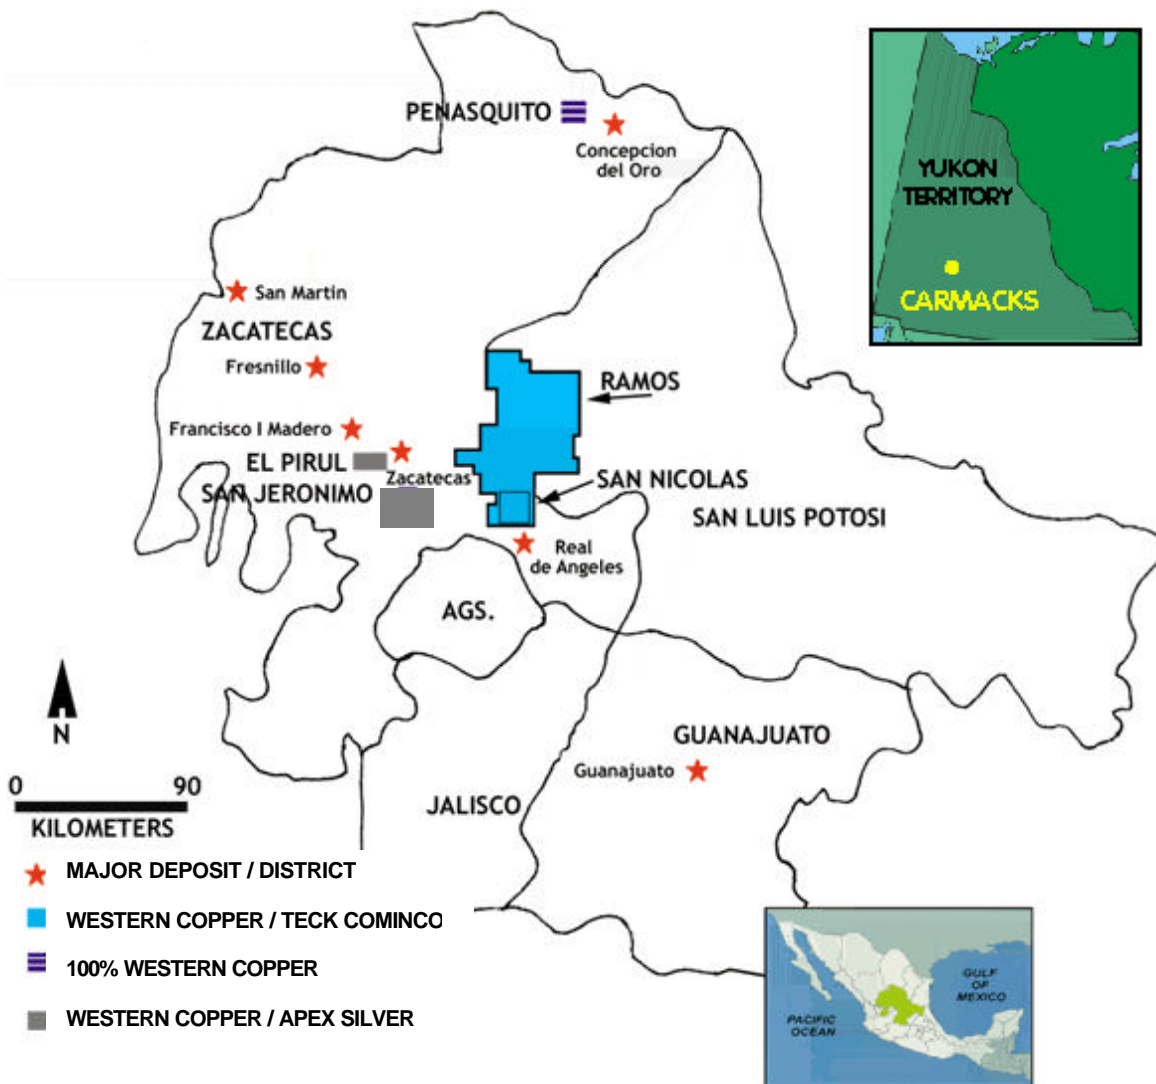 PENASQUITO
Concepcion
del Oro
YUKON
TERRITORY
CARMACKS
San Martin
ZACATECAS
Fresnillo
RAMOS
Francisco I Madero
EL PIRUL
Zacatecas
SAN JERONIMO
SAN NICOLAS
SAN LUIS POTOSI
Real
de Angeles
AGS.
N
GUANAJUATO
Guanajuato
JALISCO
0 90
KILOMETERS
MAJOR DEPOSIT / DISTRICT
WESTERN COPPER / TECK COMINCO
100% WESTERN COPPER
WESTERN COPPER / APEX SILVER
GULF
OF
MEXICO
PACIFIC
OCEAN